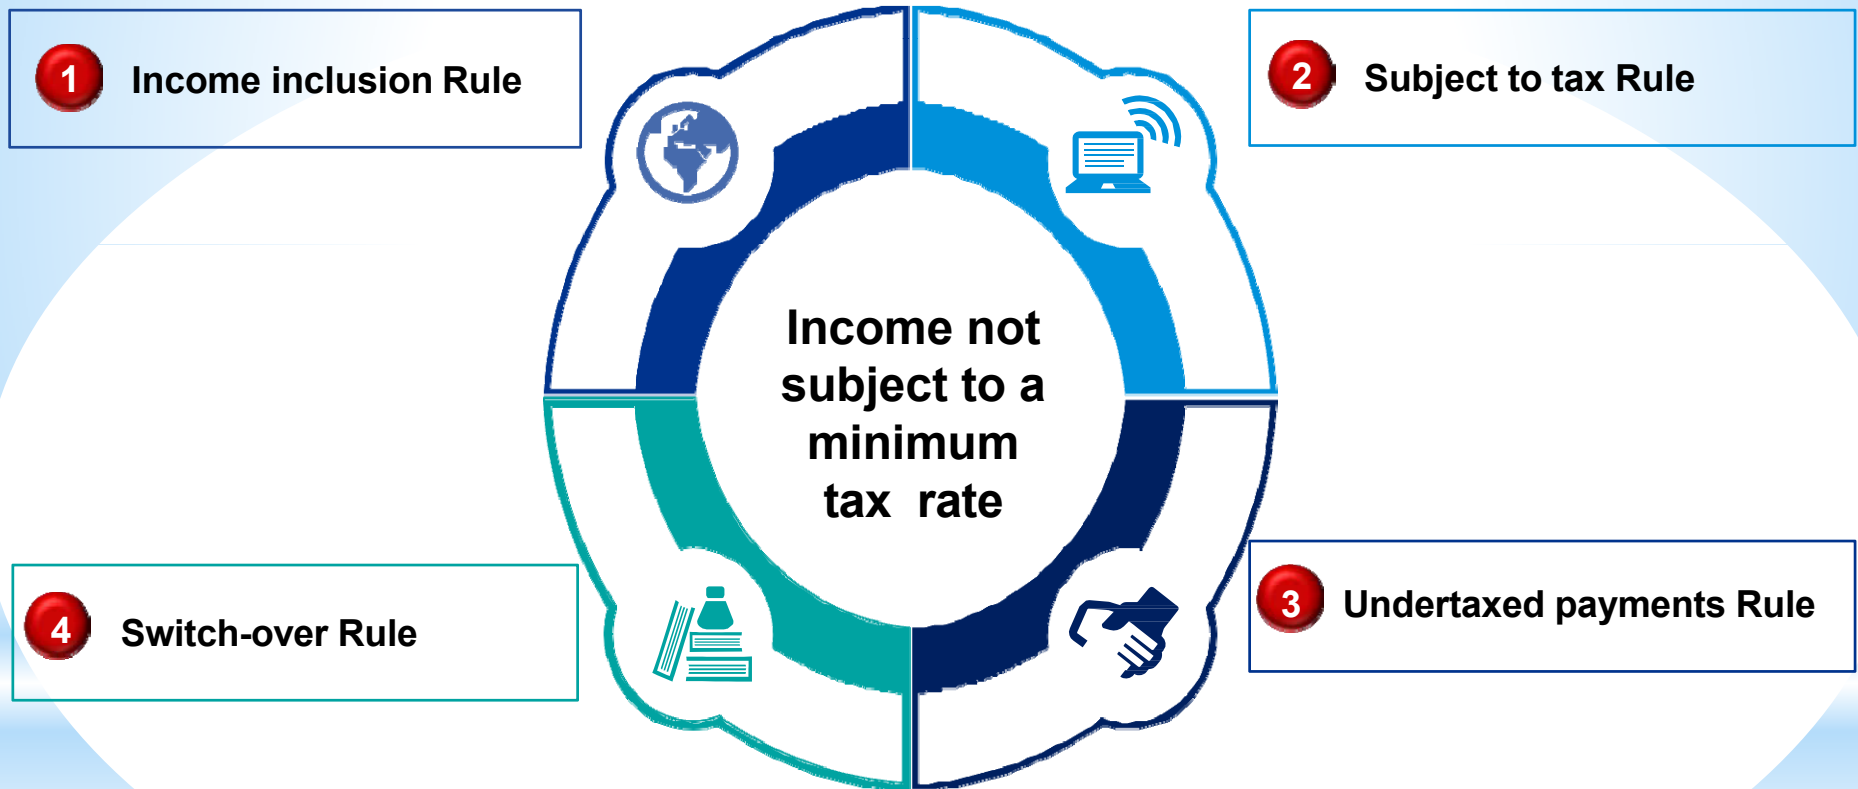 1 Income inclusion Rule
2 Subject to tax Rule
Income not
subject to a
minimum
tax rate
3 Undertaxed payments Rule
4 Switch-over Rule